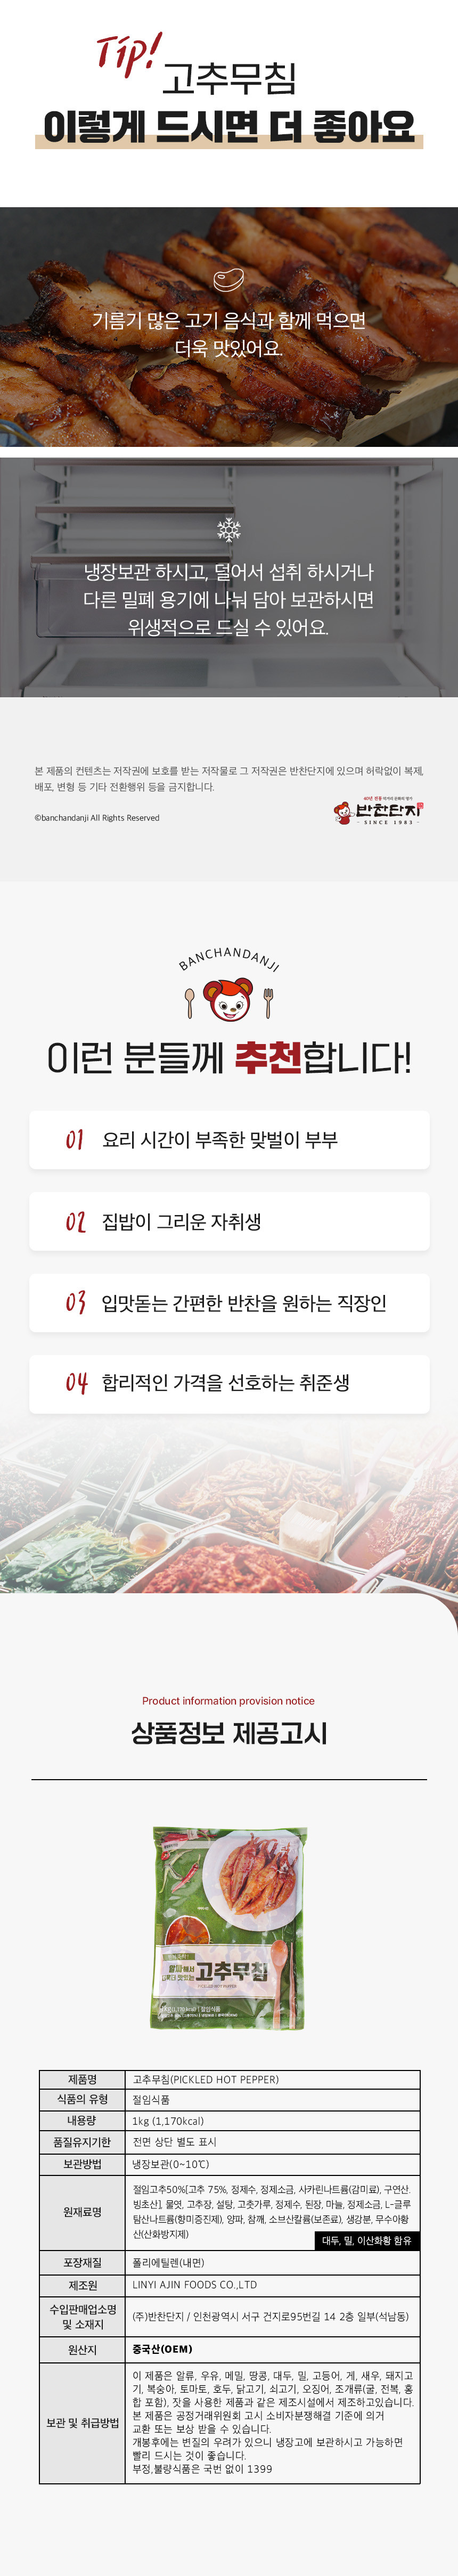 Tip!
고추무침
이렇게 드시면 더 좋아요
기름기 많은 고기 음식과 함께 먹으면
더욱 맛있어요.
냉장보관 하시고, 덜어서 섭취 하시거나
다른 밀폐 용기에 나눠 담아 보관하시면
위생적으로 드실 수 있어요.
본 제품의 컨텐츠는 저작권에 보호를 받는 저작물로 그 저작권은 반찬단지에 있으며 허락없이 복제,
배포, 변형 등 기타 전환행위 등을 금지합니다.
©banchandanji All Rights Reserved
반찬단지
- SINCE 1983 -
BANCHANDANJI
이런 분들께 추천합니다!
01 요리 시간이 부족한 맞벌이 부부
02 집밥이 그리운 자취생
03 입맛돋는 간편한 반찬을 원하는 직장인
04 합리적인 가격을 선호하는 취준생
Product information provision notice
상품정보 제공고시
고추무침
제품명 고추무침(PICKLED HOT PEPPER)
식품의 유형 절임식품
내용량 1kg (1,170kcal)
품질유지기한 전면 상단 별도 표시
보관방법 냉장보관(0~10℃)
원재료명
절임고추50%[고추 75%, 정제수, 정제소금, 사카린나트륨(감미료), 구연산.
빙초산], 물엿, 고추장, 설탕, 고춧가루, 정제수, 된장, 마늘, 정제소금, L-글루
탐산나트륨(향미증진제), 양파, 참깨, 소브산칼륨(보존료), 생강분, 무수아황
산(산화방지제)
대두, 밀, 이산화황 함유
포장재질 폴리에틸렌(내면)
제조원 LINYI AJIN FOODS CO.,LTD
수입판매업소명
및 소재지
(주)반찬단지 / 인천광역시 서구 건지로95번길 14 2층 일부(석남동)
원산지 중국산(OEM)
보관 및 취급방법
이 제품은 알류, 우유, 메밀, 땅콩, 대두, 밀, 고등어, 게, 새우, 돼지고
기, 복숭아, 토마토, 호두, 닭고기, 쇠고기, 오징어, 조개류(굴, 전복, 홍
합 포함), 잣을 사용한 제품과 같은 제조시설에서 제조하고있습니다.
본 제품은 공정거래위원회 고시 소비자분쟁해결 기준에 의거
교환 또는 보상 받을 수 있습니다.
개봉후에는 변질의 우려가 있으니 냉장고에 보관하시고 가능하면
빨리 드시는 것이 좋습니다.
부정,불량식품은 국번 없이 1399